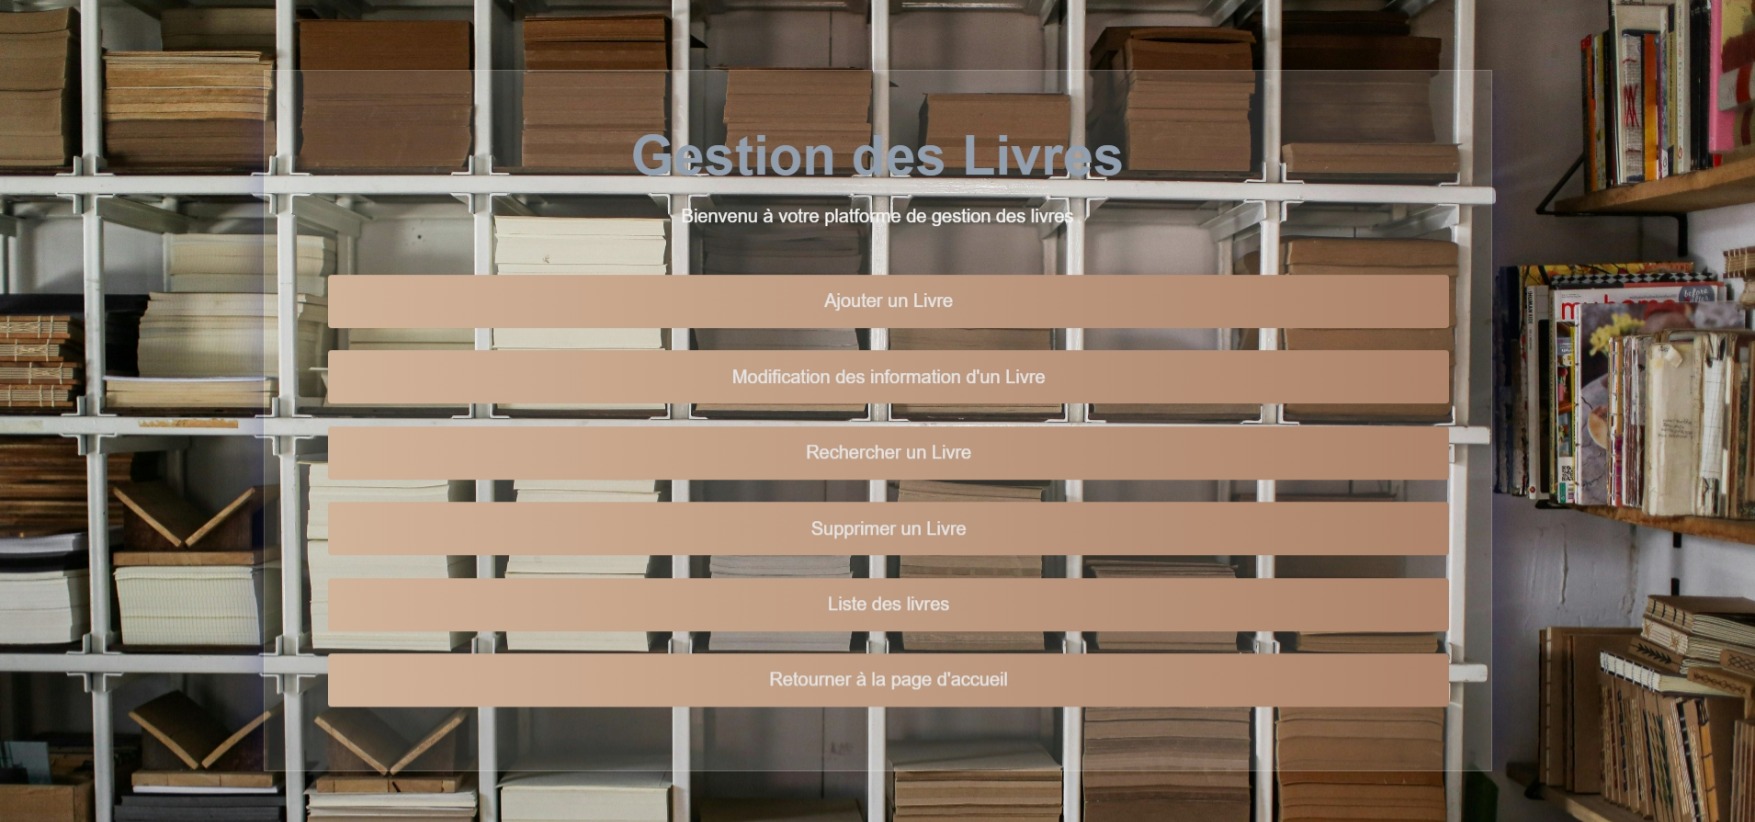 Gestion des Livres
Bienvenu à votre platforme de gestion des livres
Ajouter un Livre
Modification des information d'un Livre
Rechercher un Livre
Supprimer un Livre
Liste des livres
Retourner à la page d'accueil